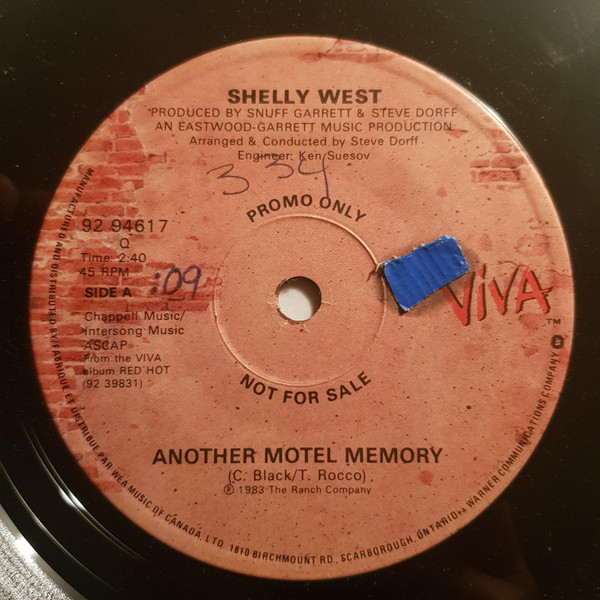 SHELLY WEST
PRODUCED BY SNUFF GARRETT & STEVE DORFF
AN EASTWOOD-GARRETT MUSIC PRODUCTION
Arranged & Conducted by Steve Dorff
Engineer: Ken Suesov
3 34
PROMO ONLY
92 94617
Q
Time: 2:40
45 RPM
SIDE A
:09
Chappell Music/
Intersong Music
ASCAP
From the VIVA
album RED HOT
(92 39831)
ViVA
TM
NOT FOR SALE
ANOTHER MOTEL MEMORY
(C. Black/T. Rocco)
℗ 1983 The Ranch Company
MANUFACTURED AND DISTRIBUTED BY/FABRIQUE ET DISTRIBUE PAR WEA MUSIC OF CANADA, LTD. 1810 BIRCHMOUNT RD., SCARBOROUGH, ONTARIO WARNER COMMUNICATIONS COMPANY